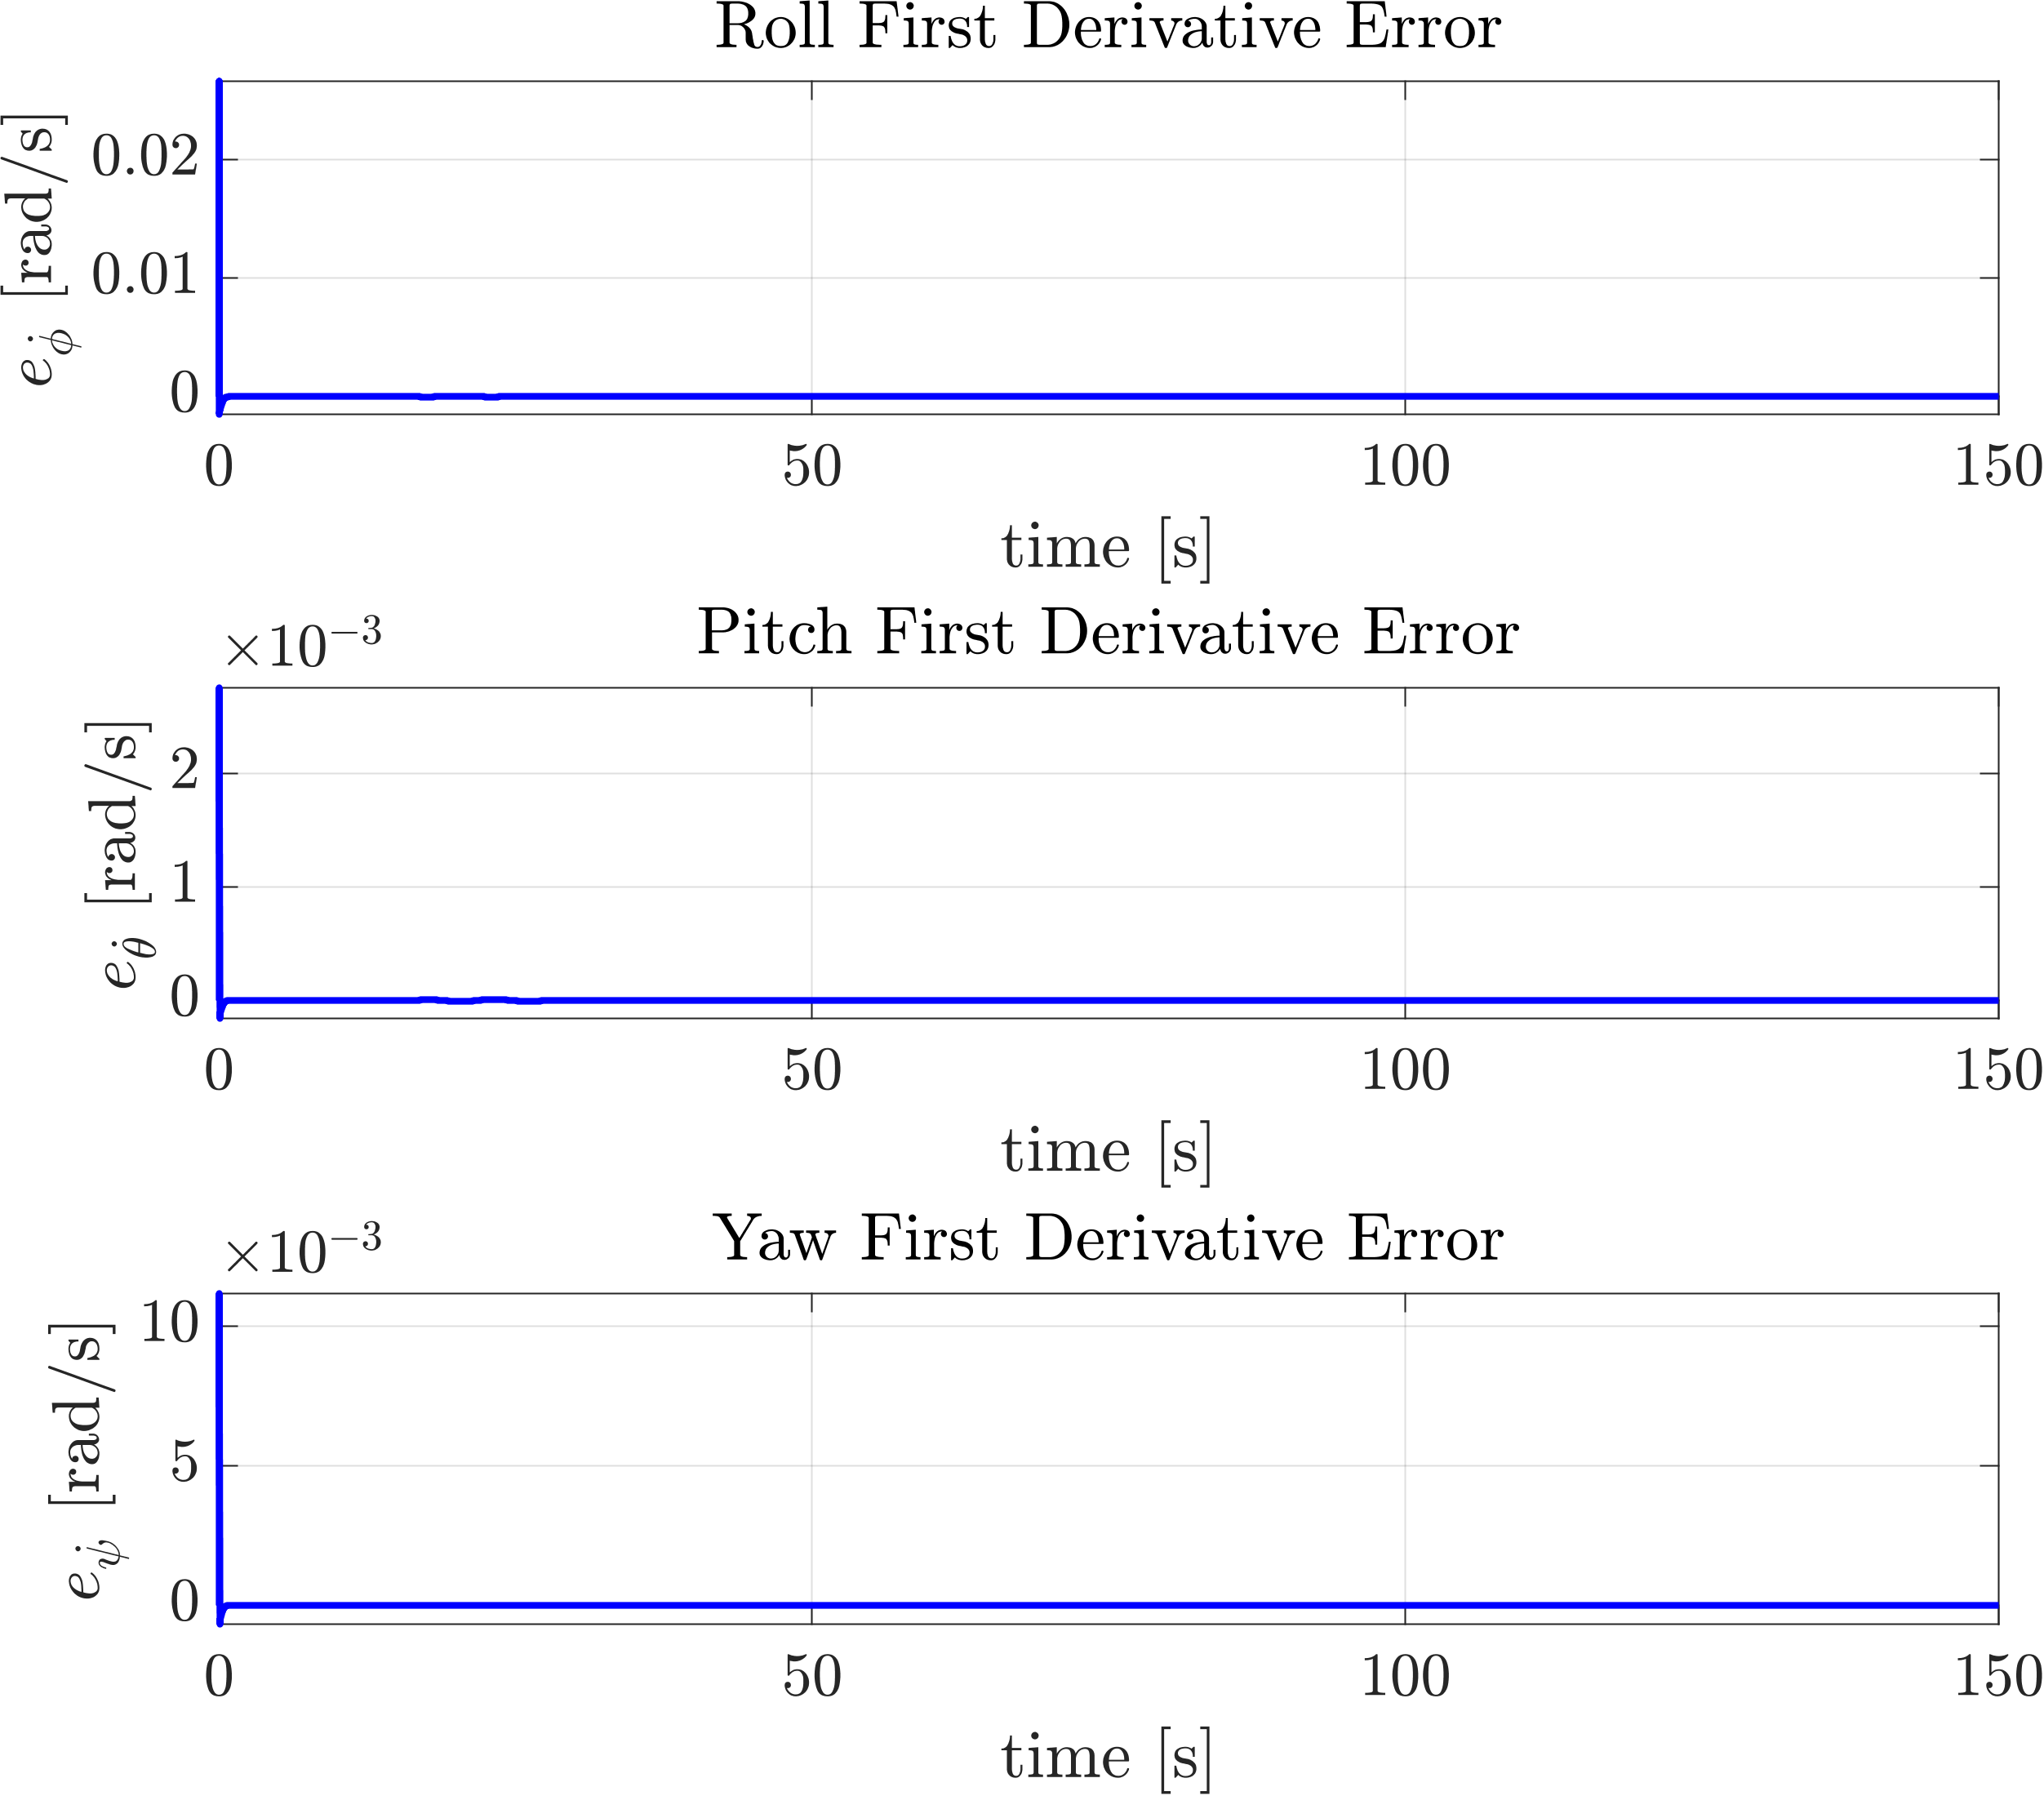 Roll First Derivative Error
e_φ̇ [rad/s]
0.02
0.01
0
0 50 100 150
time [s]
×10⁻³
Pitch First Derivative Error
e_θ̇ [rad/s]
2
1
0
0 50 100 150
time [s]
×10⁻³
Yaw First Derivative Error
e_ψ̇ [rad/s]
10
5
0
0 50 100 150
time [s]